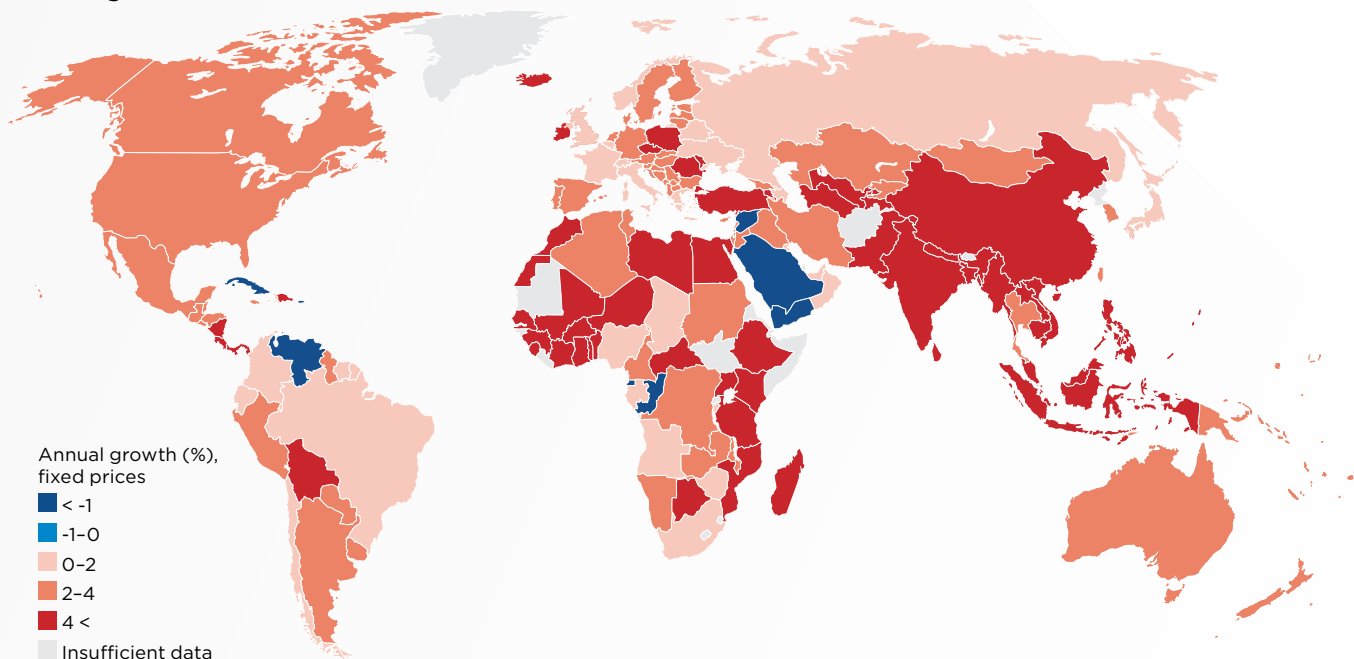 Annual growth (%),
fixed prices
< -1
-1–0
0–2
2–4
4 <
Insufficient data